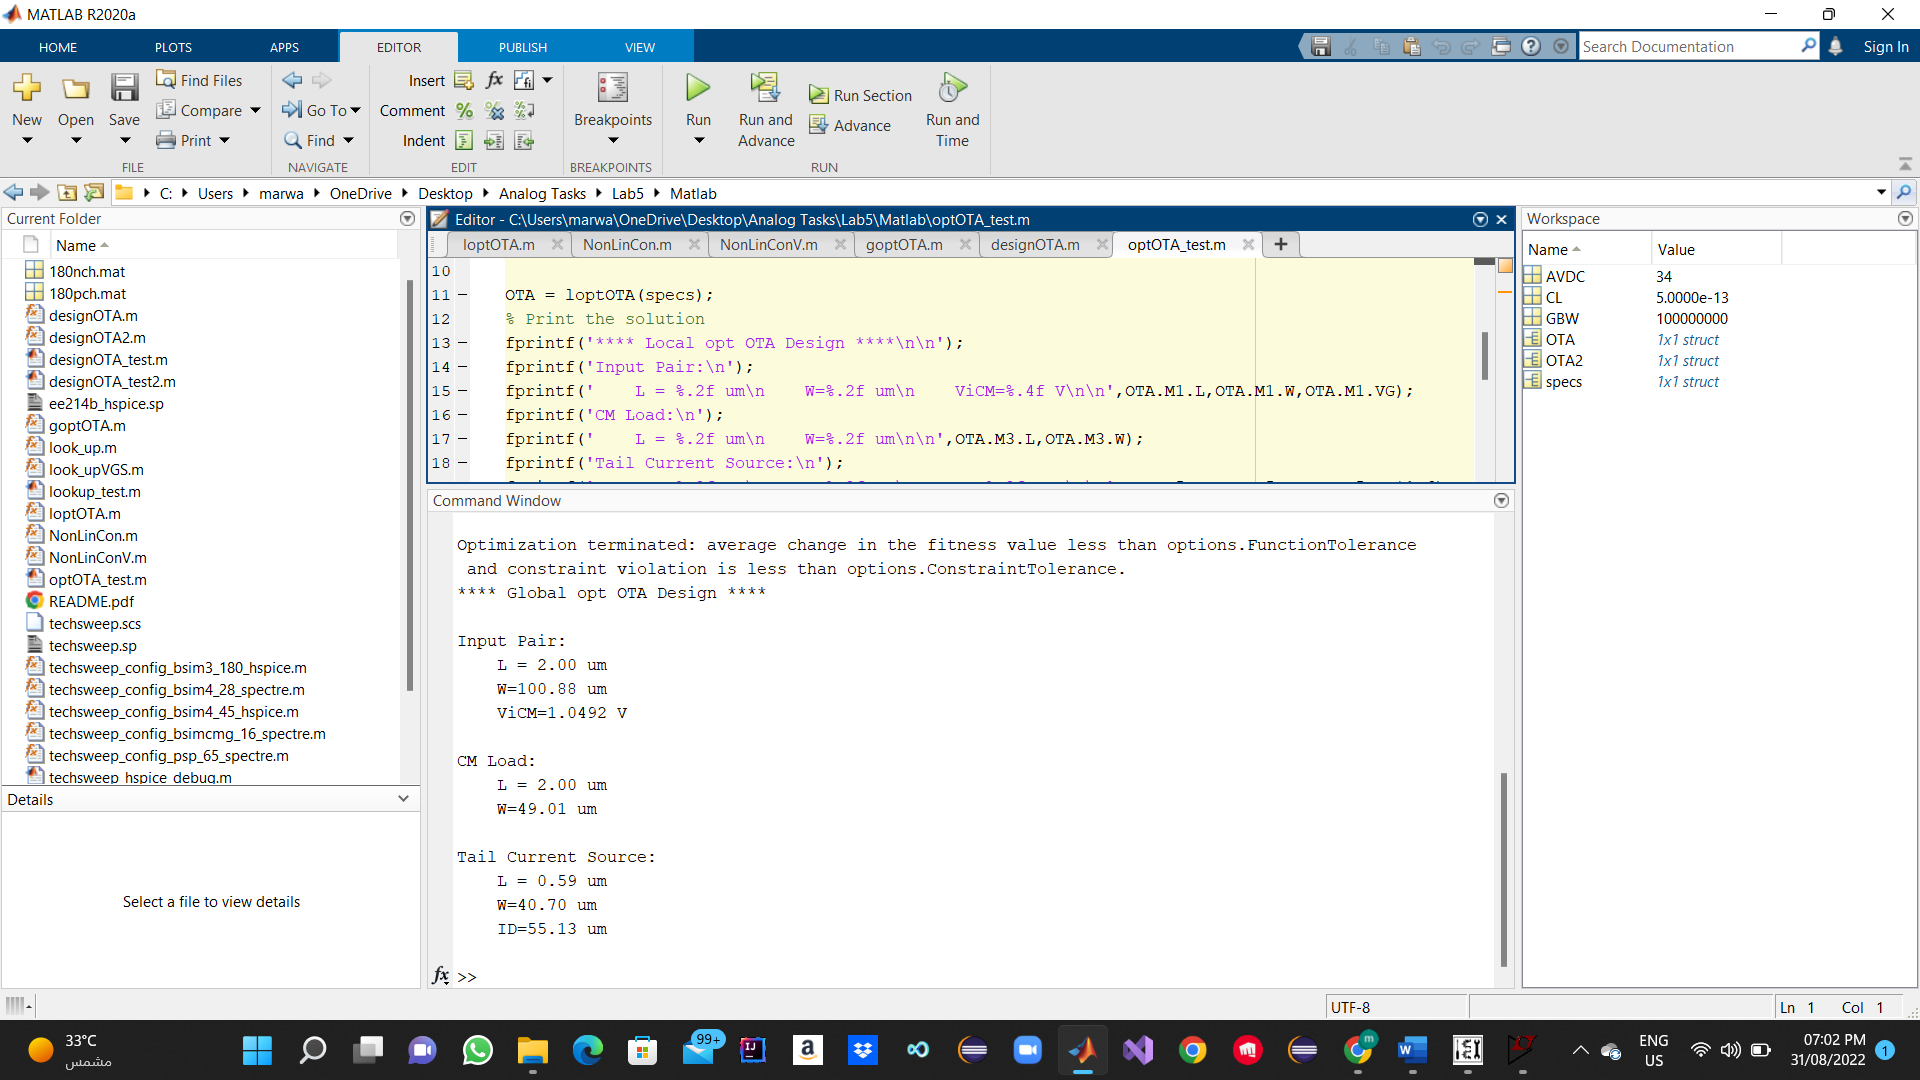 MATLAB R2020a
HOME PLOTS APPS EDITOR PUBLISH VIEW
Search Documentation Sign In
New Open Save Find Files Compare Print
FILE
Go To Find
NAVIGATE
Insert fx fi
Comment
Indent
EDIT
Breakpoints
BREAKPOINTS
Run Run and Advance Run Section Advance Run and Time
RUN
C: Users marwa OneDrive Desktop Analog Tasks Lab5 Matlab
Current Folder
Name
180nch.mat
180pch.mat
designOTA.m
designOTA2.m
designOTA_test.m
designOTA_test2.m
ee214b_hspice.sp
goptOTA.m
look_up.m
look_upVGS.m
lookup_test.m
loptOTA.m
NonLinCon.m
NonLinConV.m
optOTA_test.m
README.pdf
techsweep.scs
techsweep.sp
techsweep_config_bsim3_180_hspice.m
techsweep_config_bsim4_28_spectre.m
techsweep_config_bsim4_45_hspice.m
techsweep_config_bsimcmg_16_spectre.m
techsweep_config_psp_65_spectre.m
techsweep_hspice_debug.m
Details
Select a file to view details
Editor - C:\Users\marwa\OneDrive\Desktop\Analog Tasks\Lab5\Matlab\optOTA_test.m
loptOTA.m NonLinCon.m NonLinConV.m goptOTA.m designOTA.m optOTA_test.m
10
11 – OTA = loptOTA(specs);
12 % Print the solution
13 – fprintf('**** Local opt OTA Design ****\n\n');
14 – fprintf('Input Pair:\n');
15 – fprintf('    L = %.2f um\n    W=%.2f um\n    ViCM=%.4f V\n\n',OTA.M1.L,OTA.M1.W,OTA.M1.VG);
16 – fprintf('CM Load:\n');
17 – fprintf('    L = %.2f um\n    W=%.2f um\n\n',OTA.M3.L,OTA.M3.W);
18 – fprintf('Tail Current Source:\n');
Command Window
Optimization terminated: average change in the fitness value less than options.FunctionTolerance
and constraint violation is less than options.ConstraintTolerance.
**** Global opt OTA Design ****
Input Pair:
L = 2.00 um
W=100.88 um
ViCM=1.0492 V
CM Load:
L = 2.00 um
W=49.01 um
Tail Current Source:
L = 0.59 um
W=40.70 um
ID=55.13 um
fx >>
Workspace
Name Value
AVDC 34
CL 5.0000e-13
GBW 100000000
OTA 1x1 struct
OTA2 1x1 struct
specs 1x1 struct
UTF-8 Ln 1 Col 1
33°C
مشمس
99+
ENG
US
07:02 PM
31/08/2022
1